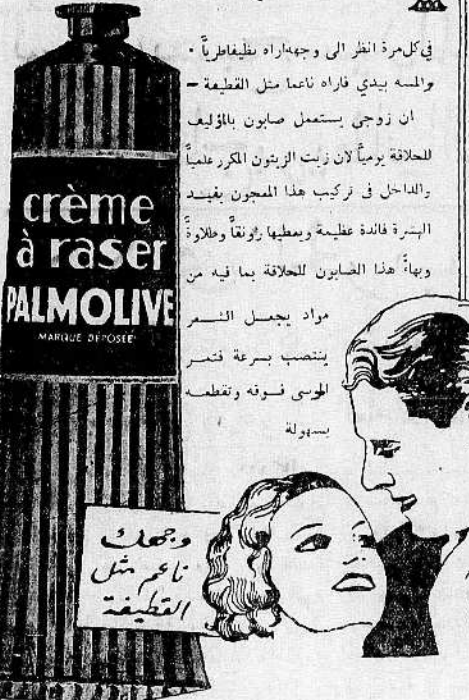 في كل مرة انظر الى وجهه اراه نظيفا طرياً .
والمسه بيدي فاراه ناعما مثل القطيفة –
ان زوجي يستعمل صابون بالمؤليف
للحلاقة يومياً لان زيت الزيتون المكرر علمياً
والداخل فى تركيب هذا المعجون يفيد
البشرة فائدة عظيمة ويعطيها رونقاً وطلاوةً
وبهاءً هذا الصابون للحلاقة بما فيه من
مواد يجعل الشعر
ينتصب بسرعة فتمر
الموسى فوقه وتقطعه
بسهولة
crème
à raser
PALMOLIVE
MARQUE DÉPOSÉE
وجهك
ناعم مثل
القطيفة